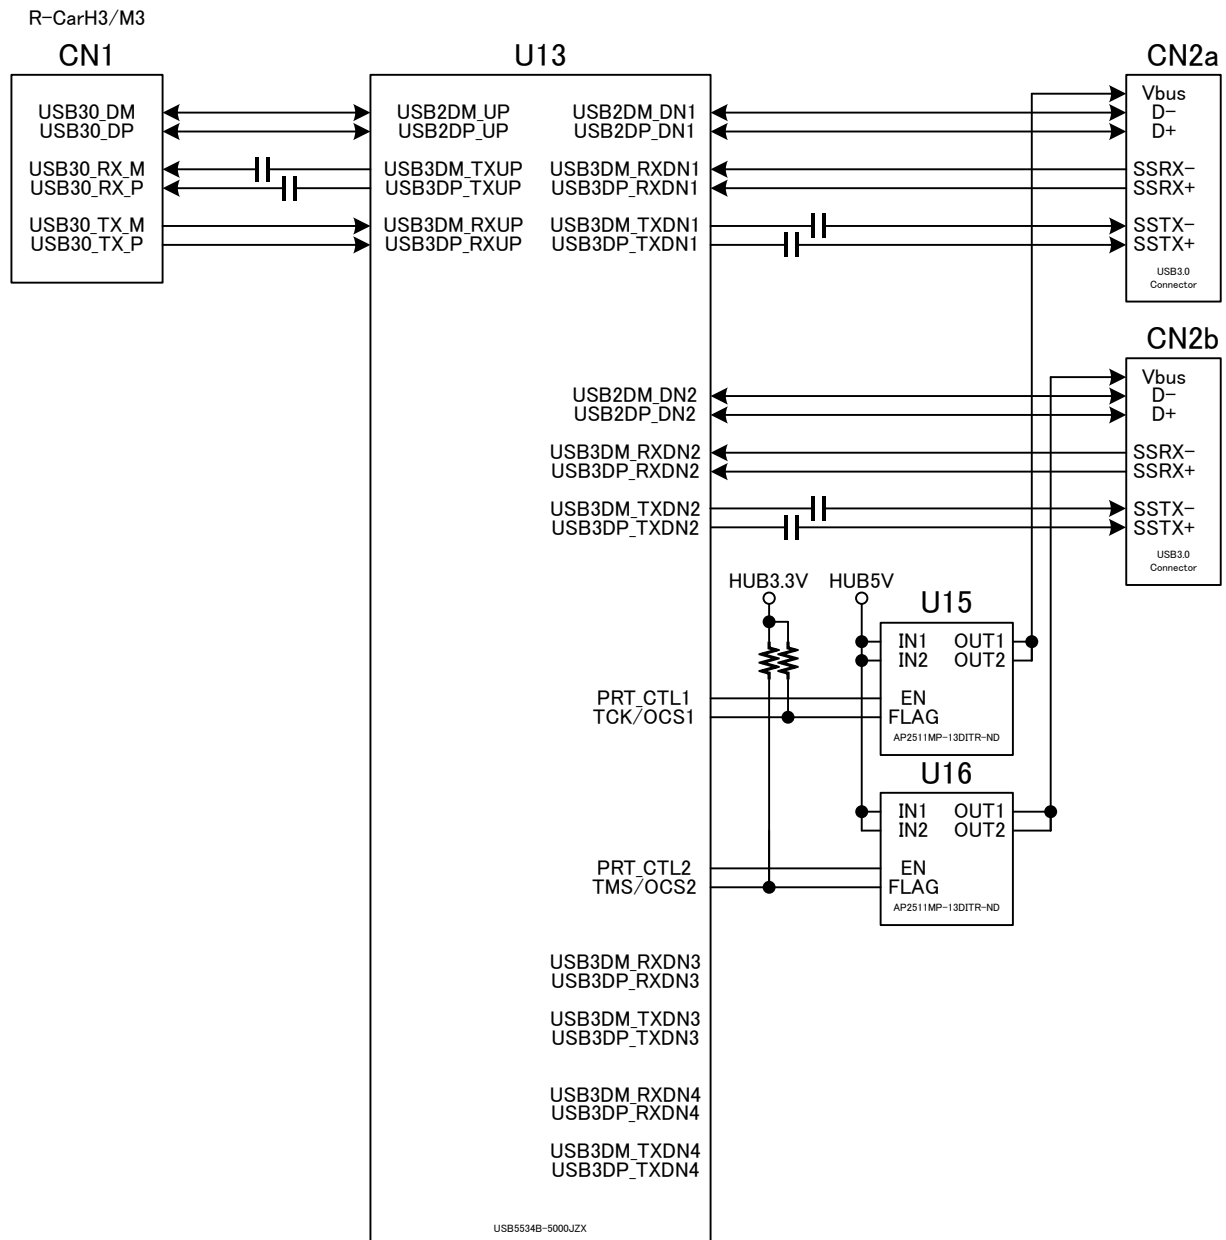 R-CarH3/M3
CN1
USB30_DM
USB30_DP
USB30_RX_M
USB30_RX_P
USB30_TX_M
USB30_TX_P
U13
USB2DM_UP
USB2DP_UP
USB3DM_TXUP
USB3DP_TXUP
USB3DM_RXUP
USB3DP_RXUP
USB2DM_DN1
USB2DP_DN1
USB3DM_RXDN1
USB3DP_RXDN1
USB3DM_TXDN1
USB3DP_TXDN1
USB2DM_DN2
USB2DP_DN2
USB3DM_RXDN2
USB3DP_RXDN2
USB3DM_TXDN2
USB3DP_TXDN2
PRT_CTL1
TCK/OCS1
PRT_CTL2
TMS/OCS2
USB3DM_RXDN3
USB3DP_RXDN3
USB3DM_TXDN3
USB3DP_TXDN3
USB3DM_RXDN4
USB3DP_RXDN4
USB3DM_TXDN4
USB3DP_TXDN4
USB5534B-5000JZX
CN2a
Vbus
D-
D+
SSRX-
SSRX+
SSTX-
SSTX+
USB3.0
Connector
CN2b
Vbus
D-
D+
SSRX-
SSRX+
SSTX-
SSTX+
USB3.0
Connector
HUB3.3V
HUB5V
U15
IN1 OUT1
IN2 OUT2
EN
FLAG
AP2511MP-13DITR-ND
U16
IN1 OUT1
IN2 OUT2
EN
FLAG
AP2511MP-13DITR-ND